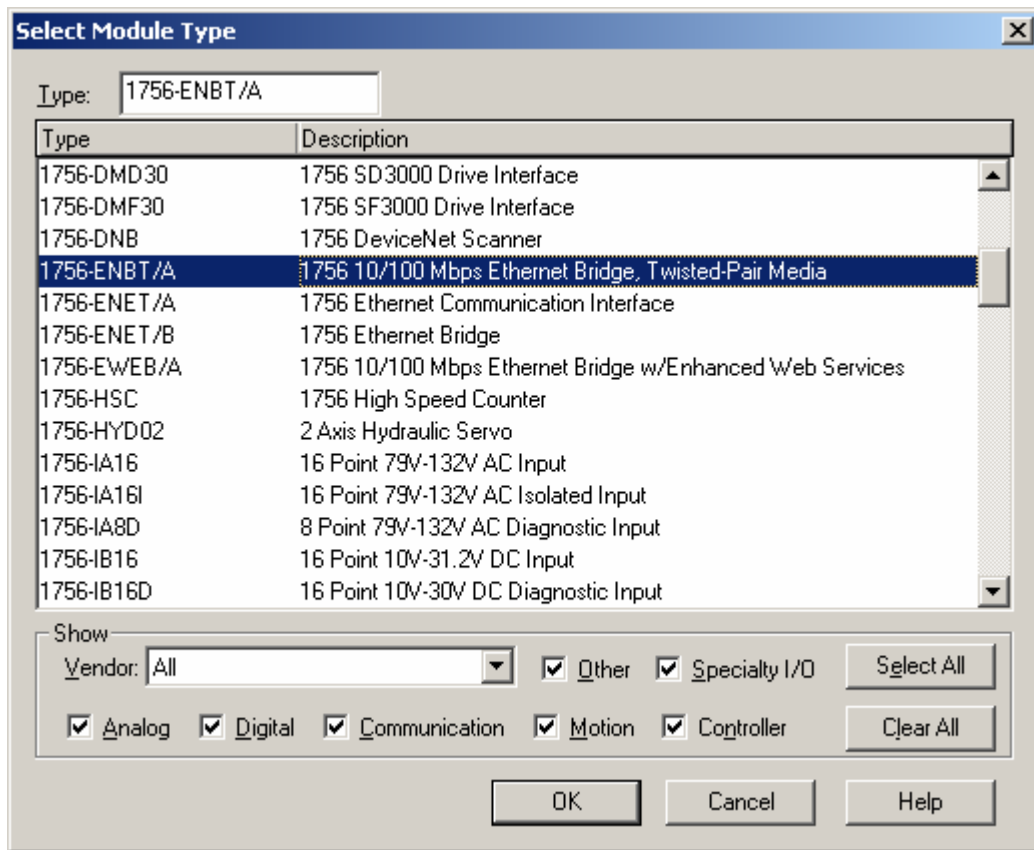 Select Module Type
Type: 1756-ENBT/A
Type Description
1756-DMD30 1756 SD3000 Drive Interface
1756-DMF30 1756 SF3000 Drive Interface
1756-DNB 1756 DeviceNet Scanner
1756-ENBT/A 1756 10/100 Mbps Ethernet Bridge, Twisted-Pair Media
1756-ENET/A 1756 Ethernet Communication Interface
1756-ENET/B 1756 Ethernet Bridge
1756-EWEB/A 1756 10/100 Mbps Ethernet Bridge w/Enhanced Web Services
1756-HSC 1756 High Speed Counter
1756-HYD02 2 Axis Hydraulic Servo
1756-IA16 16 Point 79V-132V AC Input
1756-IA16I 16 Point 79V-132V AC Isolated Input
1756-IA8D 8 Point 79V-132V AC Diagnostic Input
1756-IB16 16 Point 10V-31.2V DC Input
1756-IB16D 16 Point 10V-30V DC Diagnostic Input
Show
Vendor: All Other Specialty I/O Select All
Analog Digital Communication Motion Controller Clear All
OK Cancel Help